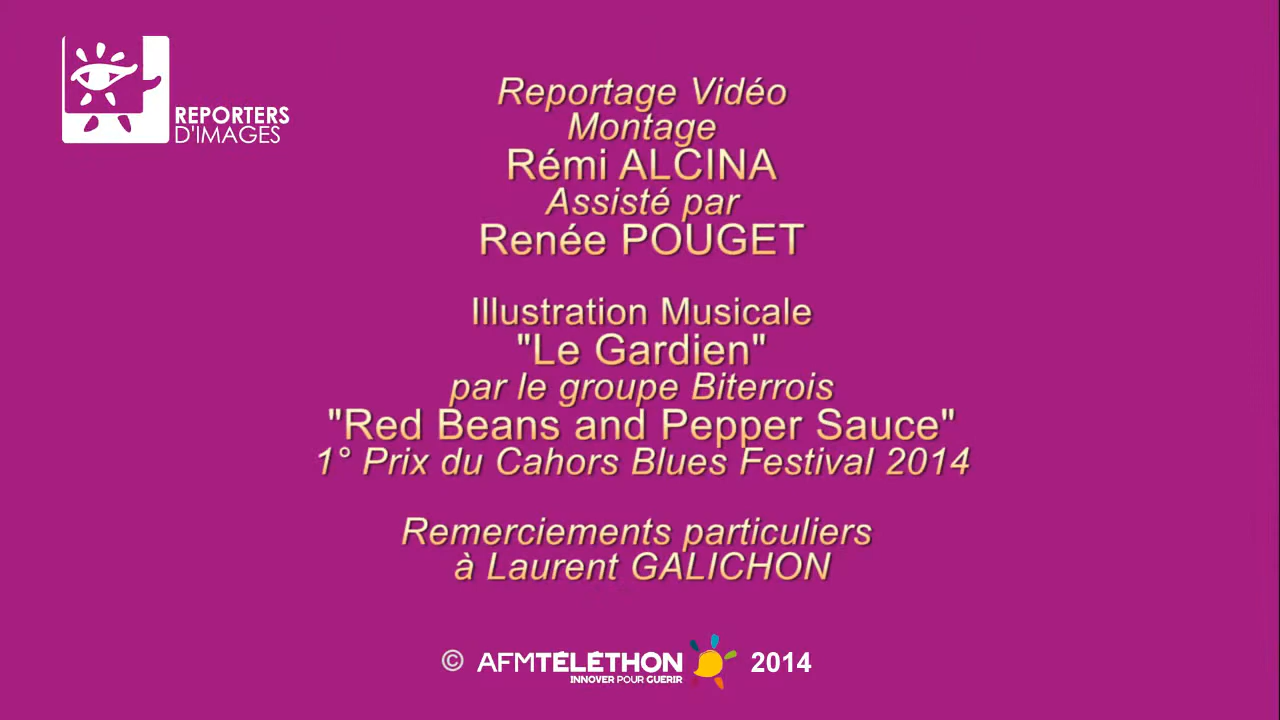 REPORTERS
D'IMAGES
Reportage Vidéo
Montage
Rémi ALCINA
Assisté par
Renée POUGET
Illustration Musicale
"Le Gardien"
par le groupe Biterrois
"Red Beans and Pepper Sauce"
1° Prix du Cahors Blues Festival 2014
Remerciements particuliers
à Laurent GALICHON
© AFMTÉLÉTHON 2014
INNOVER POUR GUÉRIR